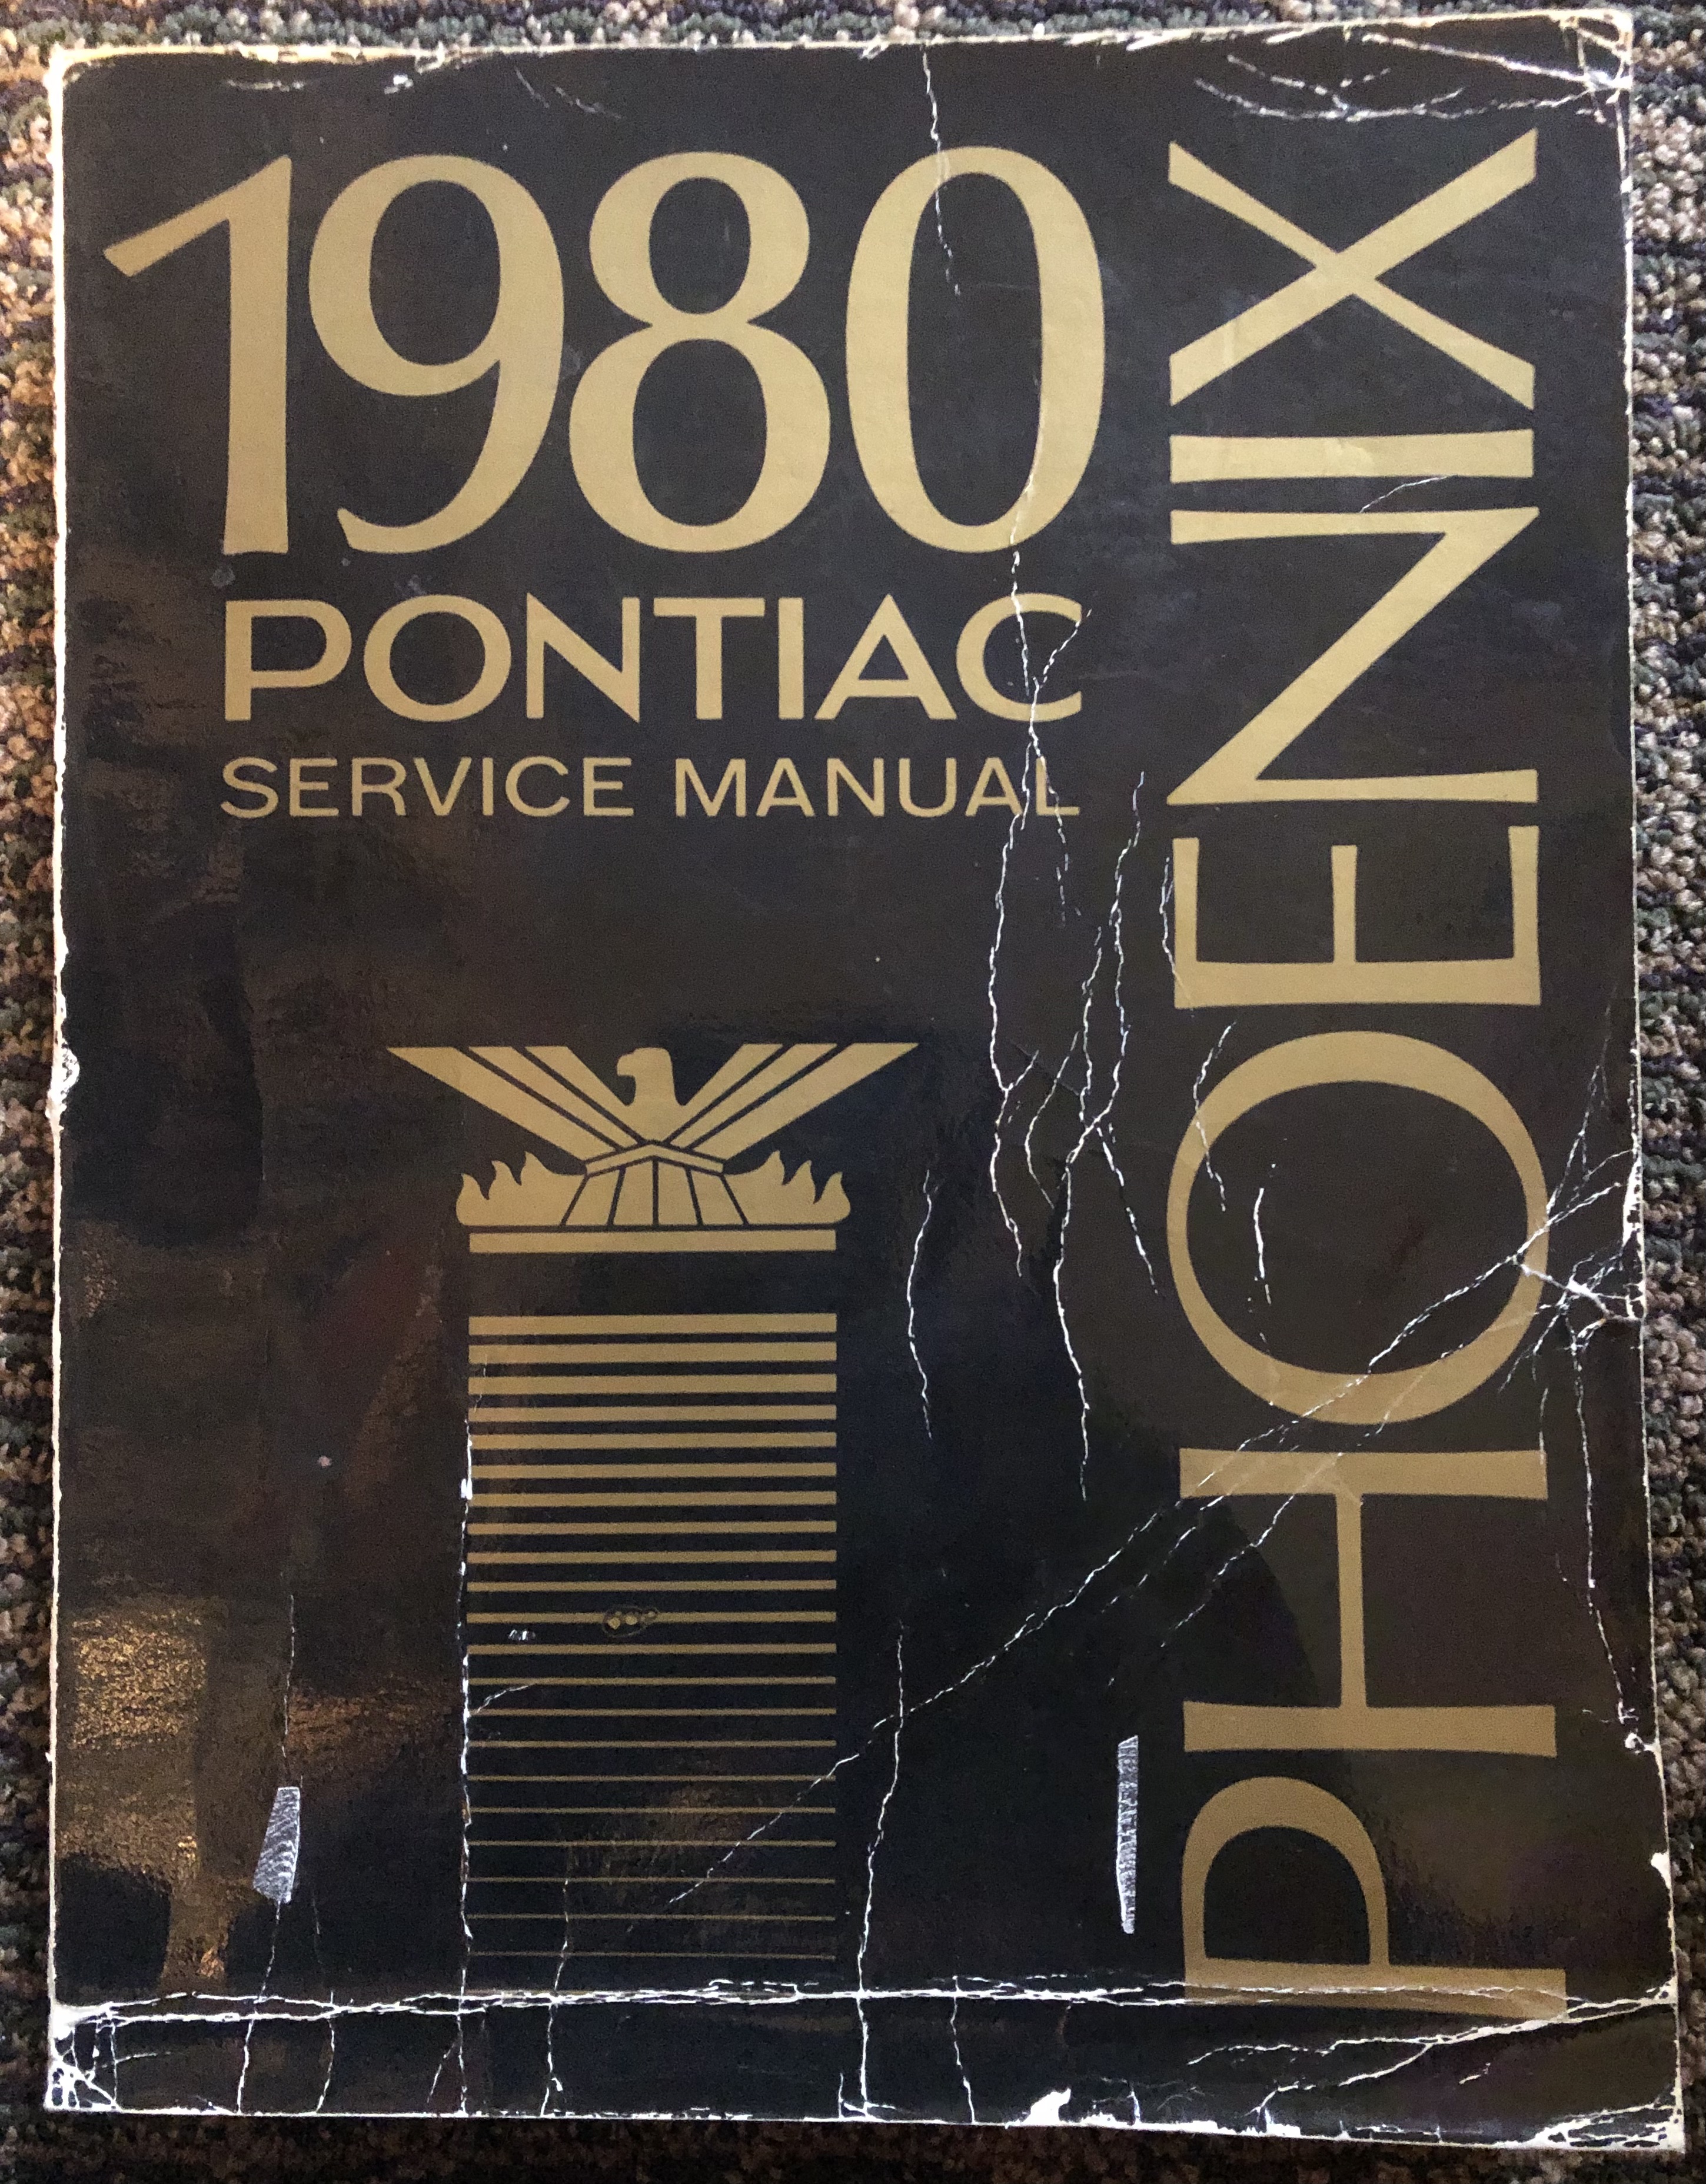 1980
PONTIAC
SERVICE MANUAL
PHOENIX